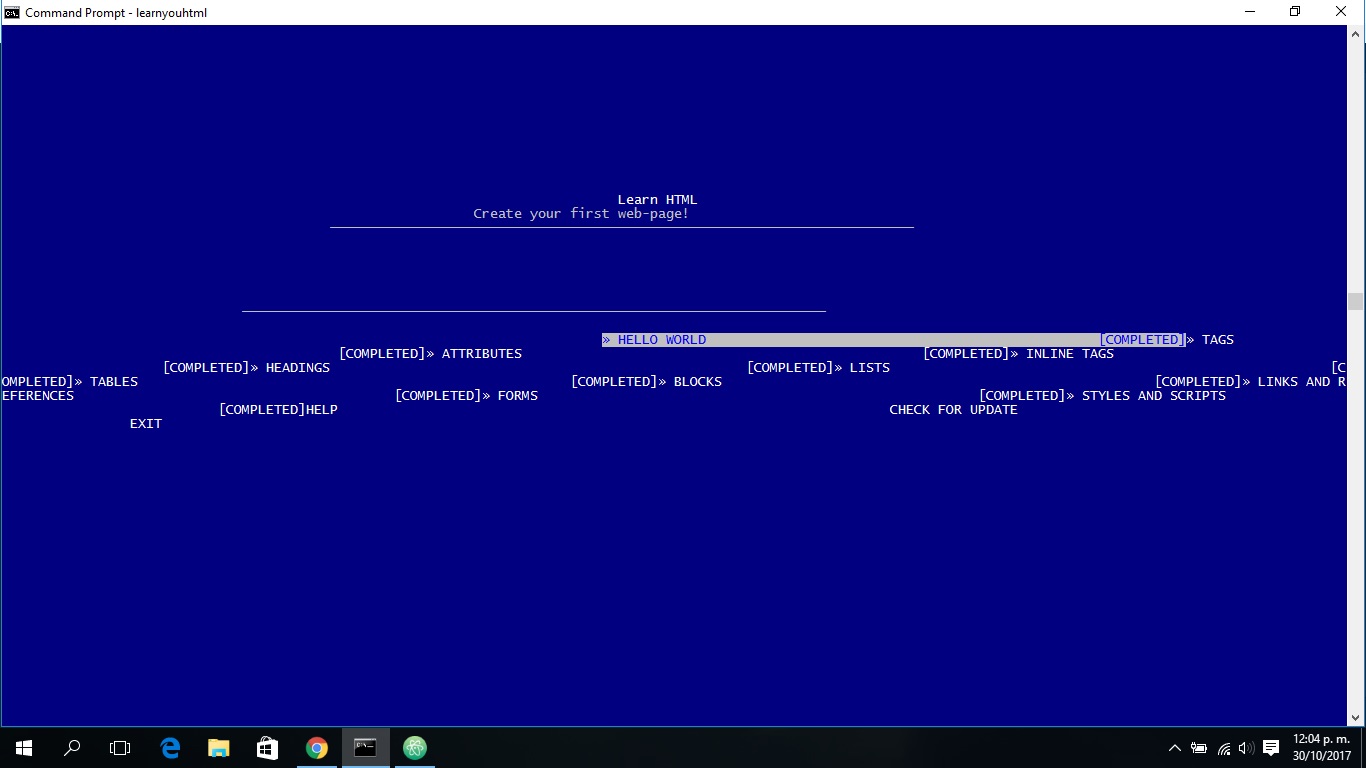 Command Prompt - learnyouhtml
Learn HTML
Create your first web-page!
» HELLO WORLD [COMPLETED]» TAGS
[COMPLETED]» ATTRIBUTES [COMPLETED]» INLINE TAGS
[COMPLETED]» HEADINGS [COMPLETED]» LISTS [C
OMPLETED]» TABLES [COMPLETED]» BLOCKS [COMPLETED]» LINKS AND R
EFERENCES [COMPLETED]» FORMS [COMPLETED]» STYLES AND SCRIPTS
[COMPLETED]HELP CHECK FOR UPDATE
EXIT
12:04 p. m.
30/10/2017